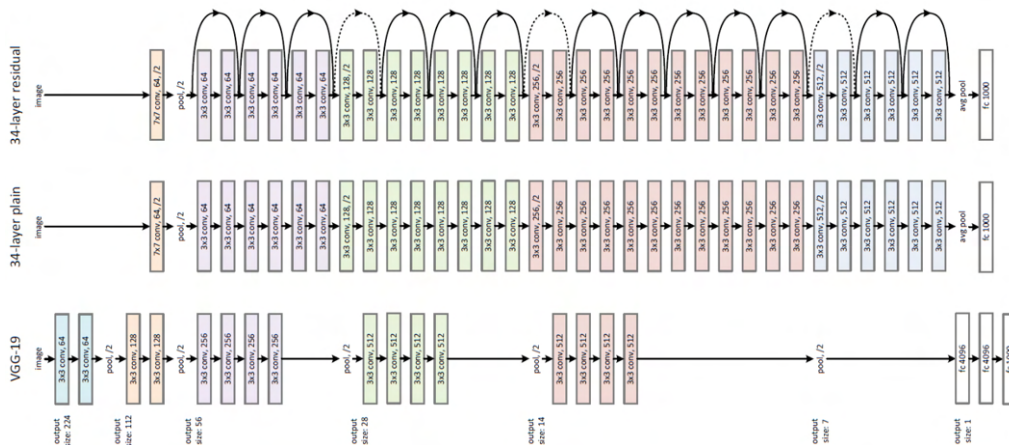 output
size: 224
output
size: 112
output
size: 56
output
size: 28
output
size: 14
output
size: 7
output
size: 1
VGG-19
image
3x3 conv, 64
3x3 conv, 64
pool, /2
3x3 conv, 128
3x3 conv, 128
pool, /2
3x3 conv, 256
3x3 conv, 256
3x3 conv, 256
3x3 conv, 256
pool, /2
3x3 conv, 512
3x3 conv, 512
3x3 conv, 512
3x3 conv, 512
pool, /2
3x3 conv, 512
3x3 conv, 512
3x3 conv, 512
3x3 conv, 512
pool, /2
fc 4096
fc 4096
34-layer plain
image
7x7 conv, 64, /2
pool, /2
3x3 conv, 64
3x3 conv, 64
3x3 conv, 64
3x3 conv, 64
3x3 conv, 64
3x3 conv, 64
3x3 conv, 128, /2
3x3 conv, 128
3x3 conv, 128
3x3 conv, 128
3x3 conv, 128
3x3 conv, 128
3x3 conv, 128
3x3 conv, 128
3x3 conv, 256, /2
3x3 conv, 256
3x3 conv, 256
3x3 conv, 256
3x3 conv, 256
3x3 conv, 256
3x3 conv, 256
3x3 conv, 256
3x3 conv, 256
3x3 conv, 256
3x3 conv, 256
3x3 conv, 256
3x3 conv, 512, /2
3x3 conv, 512
3x3 conv, 512
3x3 conv, 512
3x3 conv, 512
3x3 conv, 512
avg pool
fc 1000
34-layer residual
image
7x7 conv, 64, /2
pool, /2
3x3 conv, 64
3x3 conv, 64
3x3 conv, 64
3x3 conv, 64
3x3 conv, 64
3x3 conv, 64
3x3 conv, 128, /2
3x3 conv, 128
3x3 conv, 128
3x3 conv, 128
3x3 conv, 128
3x3 conv, 128
3x3 conv, 128
3x3 conv, 128
3x3 conv, 256, /2
3x3 conv, 256
3x3 conv, 256
3x3 conv, 256
3x3 conv, 256
3x3 conv, 256
3x3 conv, 256
3x3 conv, 256
3x3 conv, 256
3x3 conv, 256
3x3 conv, 256
3x3 conv, 256
3x3 conv, 512, /2
3x3 conv, 512
3x3 conv, 512
3x3 conv, 512
3x3 conv, 512
3x3 conv, 512
avg pool
fc 1000